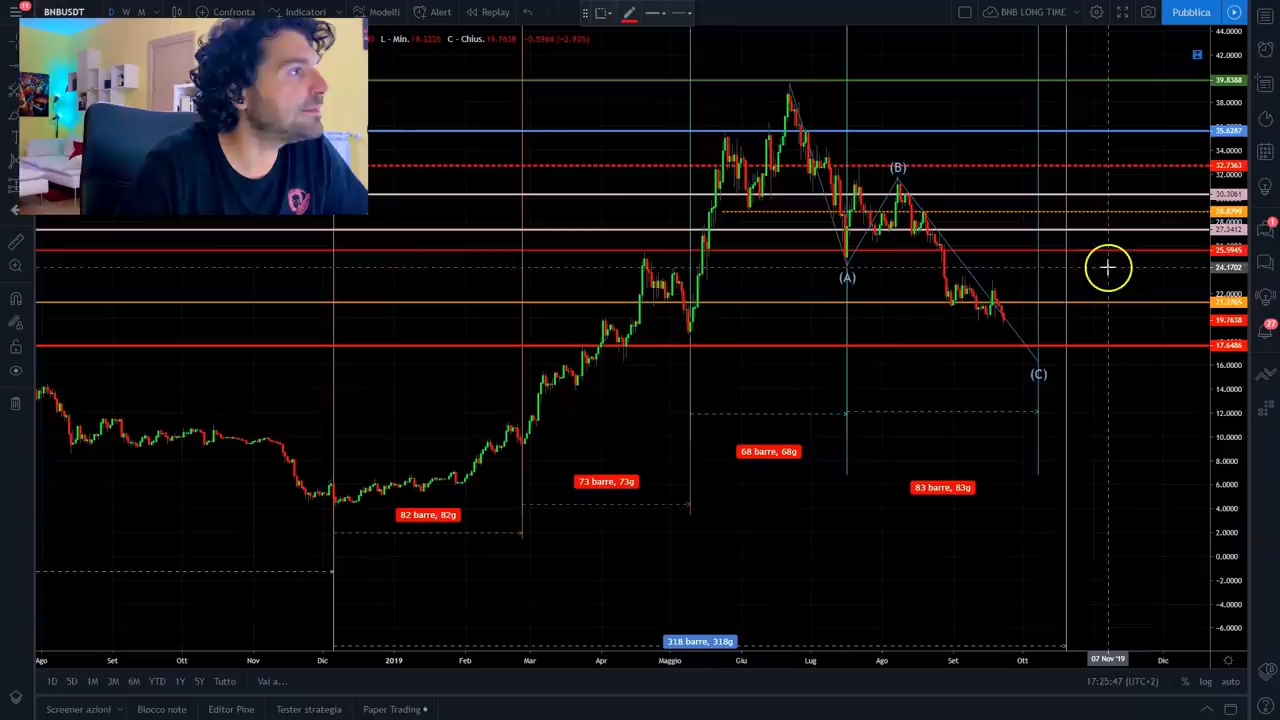 11
BNBUSDT
D W M
Confronta
Indicatori
Modelli
Alert
Replay
BNB LONG TIME
Pubblica
L - Min. 19.3336 C - Chius. 19.7638 -0.5964 (-2.93%)
44.0000
42.0000
39.8388
38.0000
35.6287
34.0000
32.7363
32.0000
30.3061
28.8799
28.0000
27.3412
25.5945
24.1702
22.0000
21.2765
19.7638
17.6486
16.0000
14.0000
12.0000
10.0000
8.0000
6.0000
4.0000
2.0000
0.0000
-2.0000
-4.0000
-6.0000
(B)
(A)
(C)
68 barre, 68g
73 barre, 73g
83 barre, 83g
82 barre, 82g
318 barre, 318g
1
27
Ago Set Ott Nov Dic 2019 Feb Mar Apr Maggio Giu Lug Ago Set Ott 07 Nov '19 Dic
1D 5D 1M 3M 6M YTD 1Y 5Y Tutto Vai a...
17:25:47 (UTC+2) % log auto
Screener azioni Blocco note Editor Pine Tester strategia Paper Trading